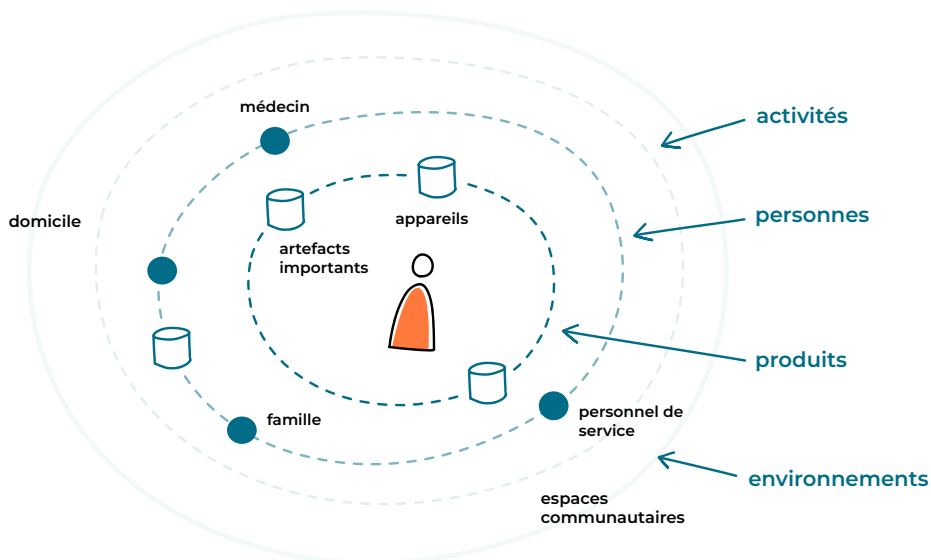 médecin
activités
domicile
personnes
appareils
artefacts
importants
produits
famille
personnel de
service
environnements
espaces
communautaires